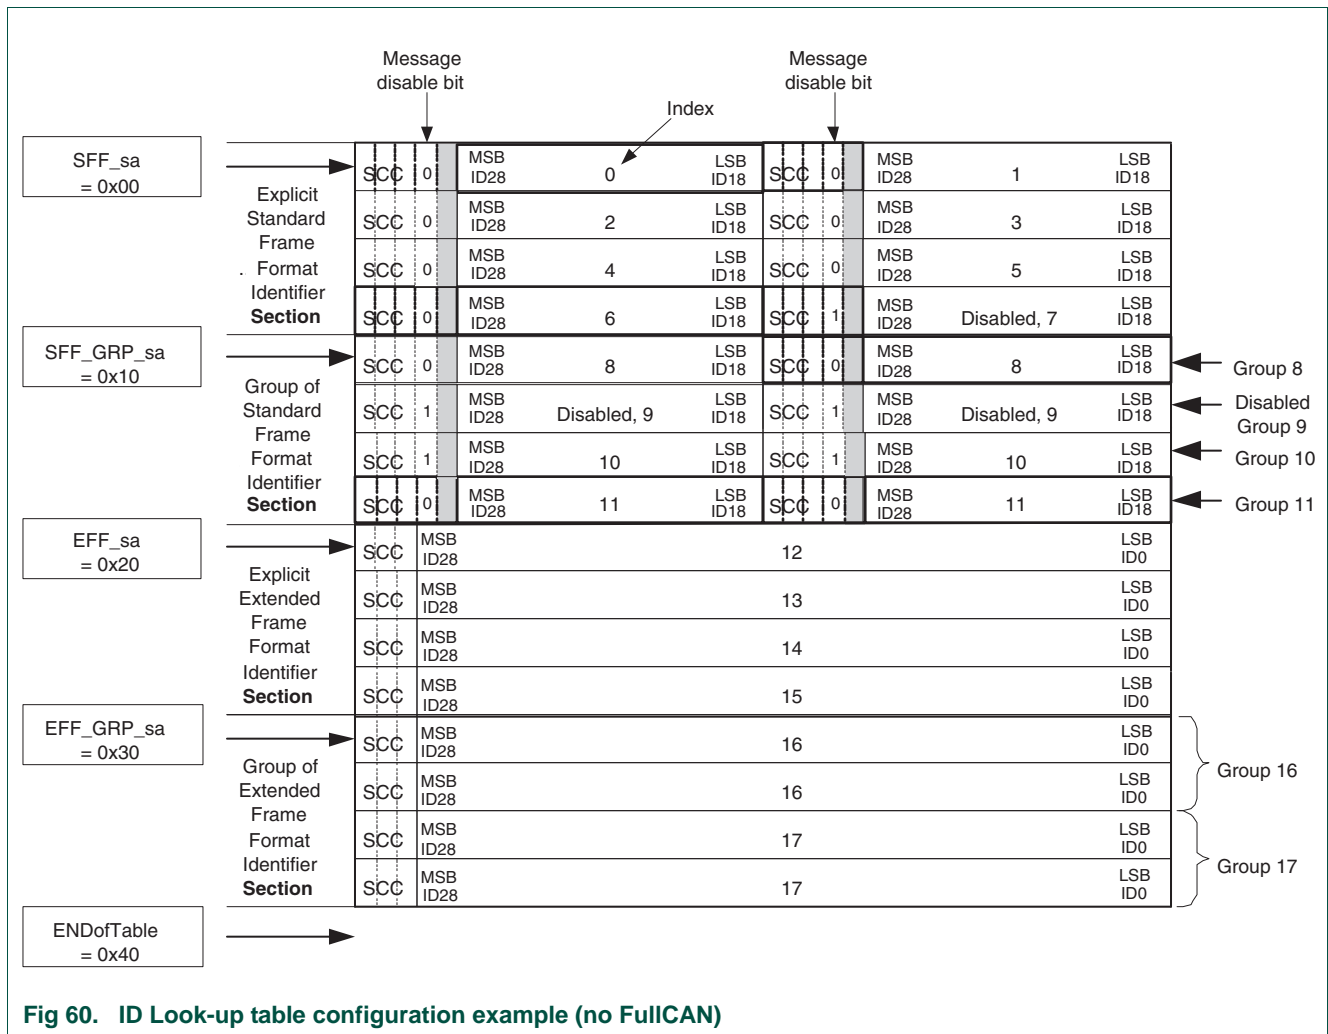 Message
disable bit
Message
disable bit
Index
SFF_sa
= 0x00
Explicit
Standard
Frame
. Format
Identifier
Section
SCC 0 MSB ID28 0 LSB ID18 SCC 0 MSB ID28 1 LSB ID18
SCC 0 MSB ID28 2 LSB ID18 SCC 0 MSB ID28 3 LSB ID18
SCC 0 MSB ID28 4 LSB ID18 SCC 0 MSB ID28 5 LSB ID18
SCC 0 MSB ID28 6 LSB ID18 SCC 1 MSB ID28 Disabled, 7 LSB ID18
SFF_GRP_sa
= 0x10
Group of
Standard
Frame
Format
Identifier
Section
SCC 0 MSB ID28 8 LSB ID18 SCC 0 MSB ID28 8 LSB ID18 Group 8
SCC 1 MSB ID28 Disabled, 9 LSB ID18 SCC 1 MSB ID28 Disabled, 9 LSB ID18 Disabled
Group 9
SCC 1 MSB ID28 10 LSB ID18 SCC 1 MSB ID28 10 LSB ID18 Group 10
SCC 0 MSB ID28 11 LSB ID18 SCC 0 MSB ID28 11 LSB ID18 Group 11
EFF_sa
= 0x20
Explicit
Extended
Frame
Format
Identifier
Section
SCC MSB ID28 12 LSB ID0
SCC MSB ID28 13 LSB ID0
SCC MSB ID28 14 LSB ID0
SCC MSB ID28 15 LSB ID0
EFF_GRP_sa
= 0x30
Group of
Extended
Frame
Format
Identifier
Section
SCC MSB ID28 16 LSB ID0
SCC MSB ID28 16 LSB ID0
Group 16
SCC MSB ID28 17 LSB ID0
SCC MSB ID28 17 LSB ID0
Group 17
ENDofTable
= 0x40
Fig 60. ID Look-up table configuration example (no FullCAN)